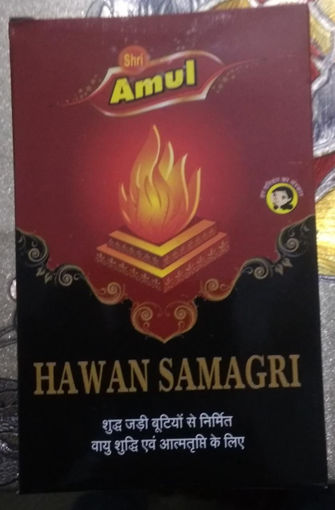 Shri
Amul
HAWAN SAMAGRI
शुद्ध जड़ी बूटियों से निर्मित
वायु शुद्धि एवं आत्मतृप्ति के लिए